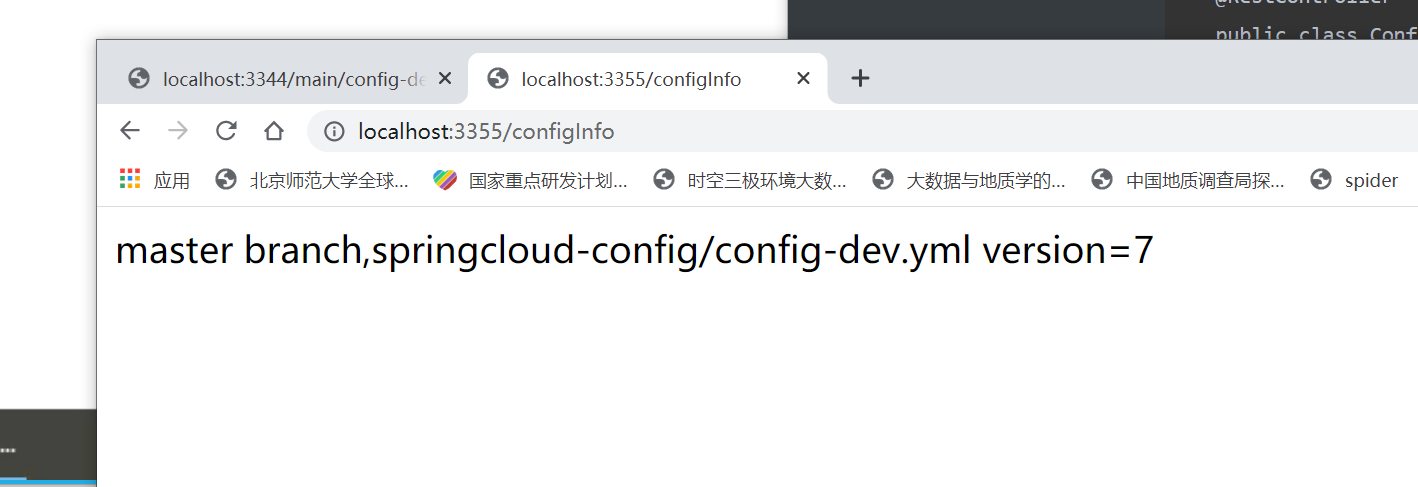 @RestController
public class Conf
localhost:3344/main/config-de
localhost:3355/configInfo
localhost:3355/configInfo
应用 北京师范大学全球... 国家重点研发计划... 时空三极环境大数... 大数据与地质学的... 中国地质调查局探... spider
master branch,springcloud-config/config-dev.yml version=7